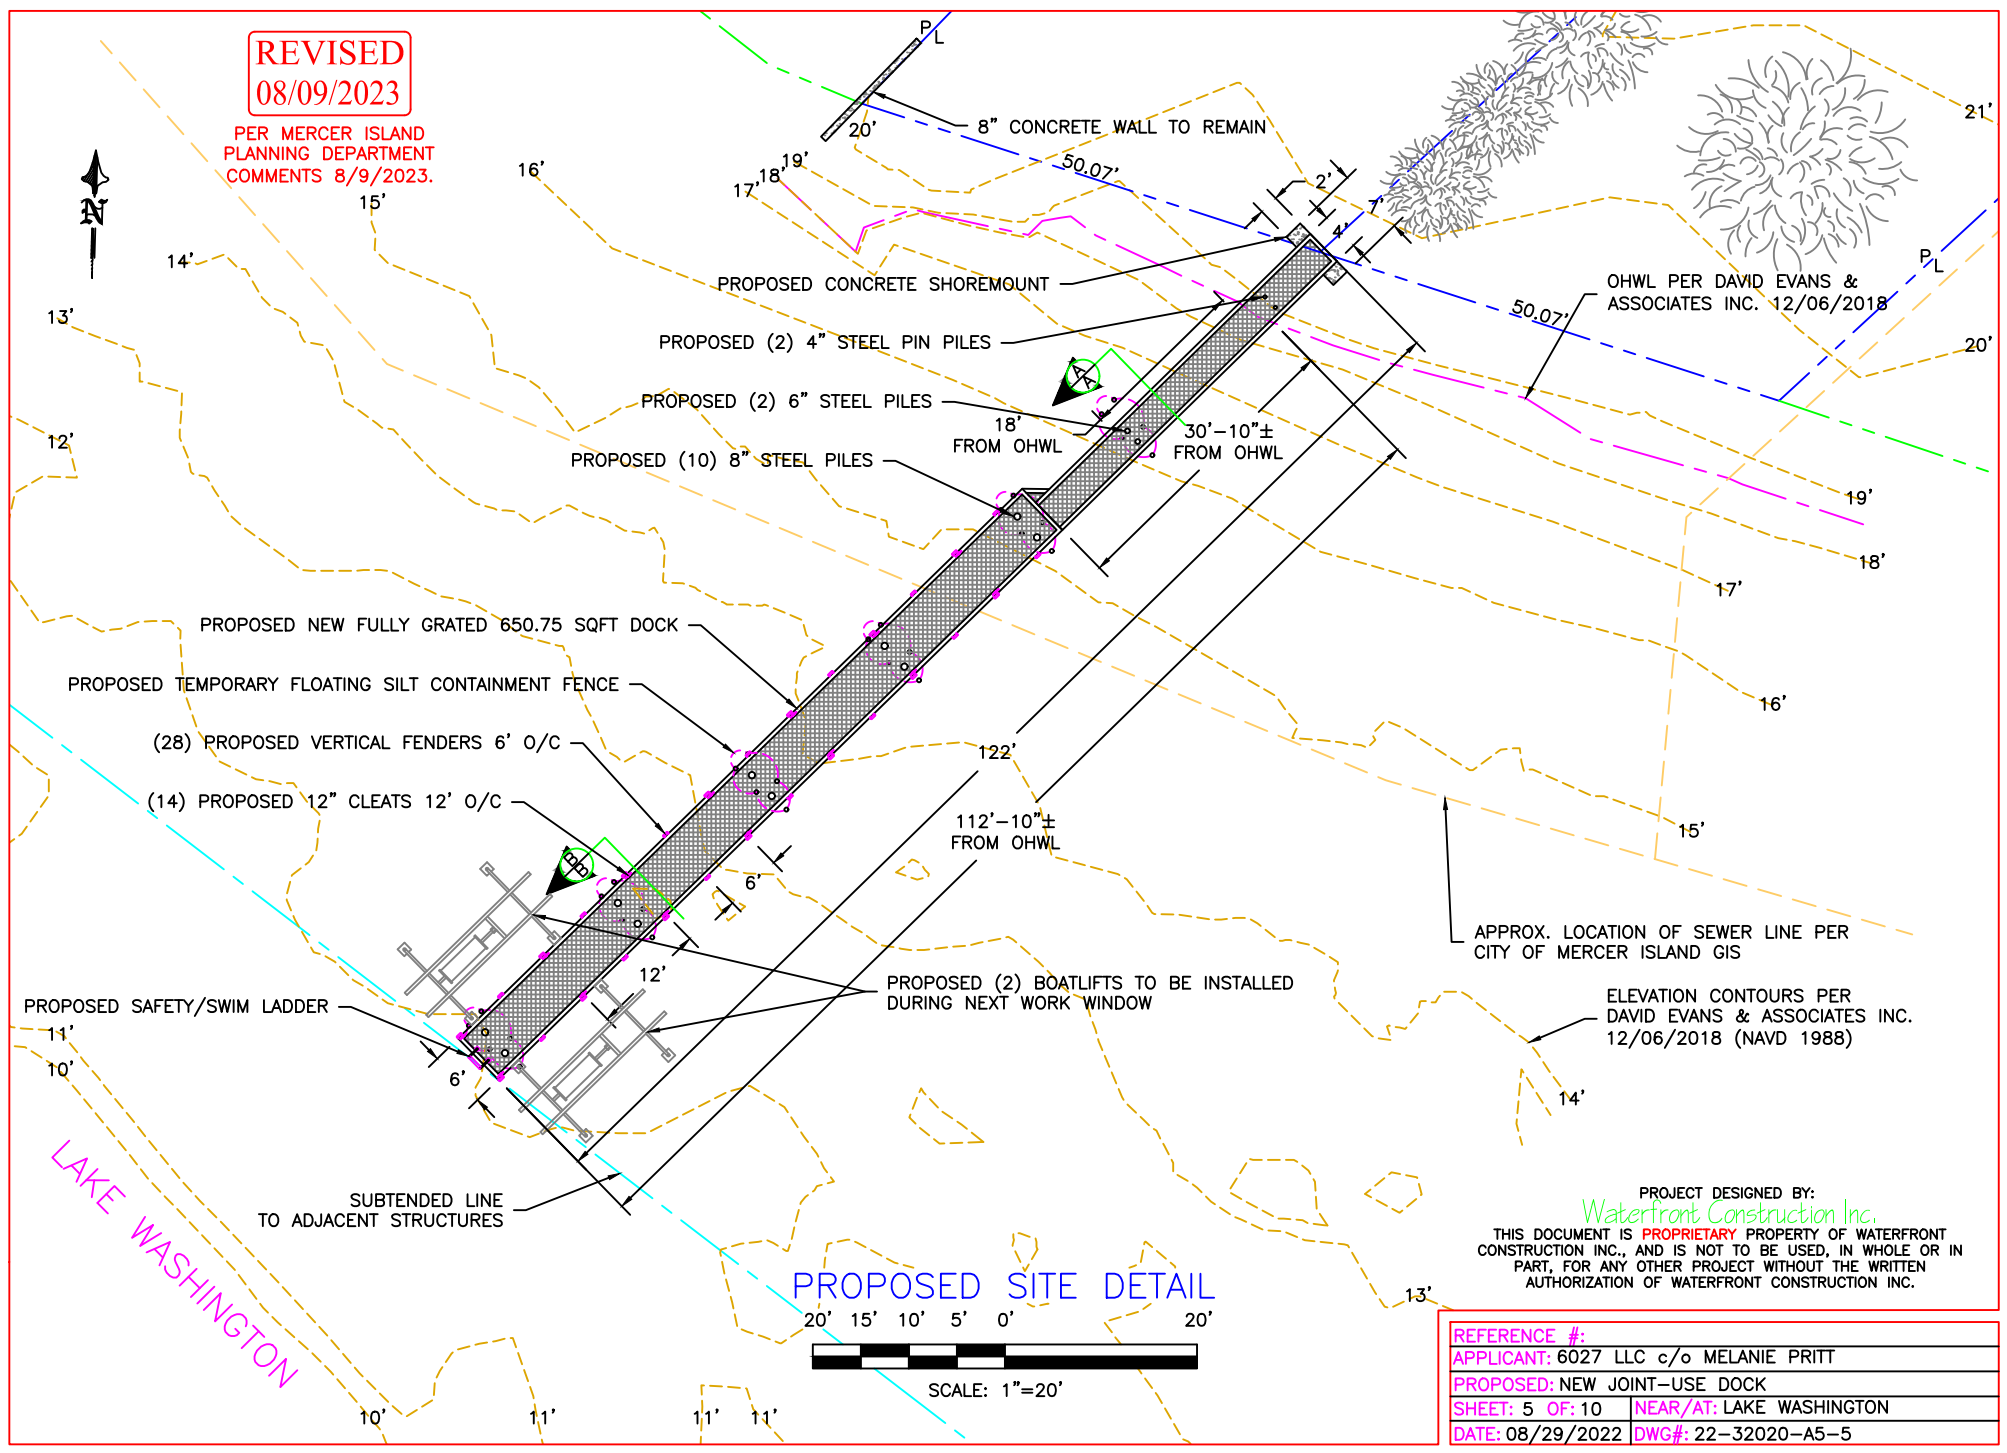 REVISED
08/09/2023
PER MERCER ISLAND
PLANNING DEPARTMENT
COMMENTS 8/9/2023.
N
PL
8" CONCRETE WALL TO REMAIN
20'
19'
18'
17'
16'
15'
14'
13'
12'
50.07'
2'
7'
4'
21'
PL
OHWL PER DAVID EVANS &
ASSOCIATES INC. 12/06/2018
50.07'
20'
PROPOSED CONCRETE SHOREMOUNT
PROPOSED (2) 4" STEEL PIN PILES
A
A
PROPOSED (2) 6" STEEL PILES
18'
FROM OHWL
30'-10"±
FROM OHWL
PROPOSED (10) 8" STEEL PILES
19'
18'
17'
16'
15'
PROPOSED NEW FULLY GRATED 650.75 SQFT DOCK
PROPOSED TEMPORARY FLOATING SILT CONTAINMENT FENCE
(28) PROPOSED VERTICAL FENDERS 6' O/C
(14) PROPOSED 12" CLEATS 12' O/C
122'
112'-10"±
FROM OHWL
B
B
6'
12'
PROPOSED (2) BOATLIFTS TO BE INSTALLED
DURING NEXT WORK WINDOW
APPROX. LOCATION OF SEWER LINE PER
CITY OF MERCER ISLAND GIS
ELEVATION CONTOURS PER
DAVID EVANS & ASSOCIATES INC.
12/06/2018 (NAVD 1988)
14'
PROPOSED SAFETY/SWIM LADDER
11'
10'
6'
SUBTENDED LINE
TO ADJACENT STRUCTURES
LAKE WASHINGTON
10'
11'
11'
11'
13'
PROPOSED SITE DETAIL
20' 15' 10' 5' 0' 20'
SCALE: 1"=20'
PROJECT DESIGNED BY:
Waterfront Construction Inc.
THIS DOCUMENT IS PROPRIETARY PROPERTY OF WATERFRONT
CONSTRUCTION INC., AND IS NOT TO BE USED, IN WHOLE OR IN
PART, FOR ANY OTHER PROJECT WITHOUT THE WRITTEN
AUTHORIZATION OF WATERFRONT CONSTRUCTION INC.
REFERENCE #:
APPLICANT: 6027 LLC c/o MELANIE PRITT
PROPOSED: NEW JOINT-USE DOCK
SHEET: 5 OF: 10 NEAR/AT: LAKE WASHINGTON
DATE: 08/29/2022 DWG#: 22-32020-A5-5